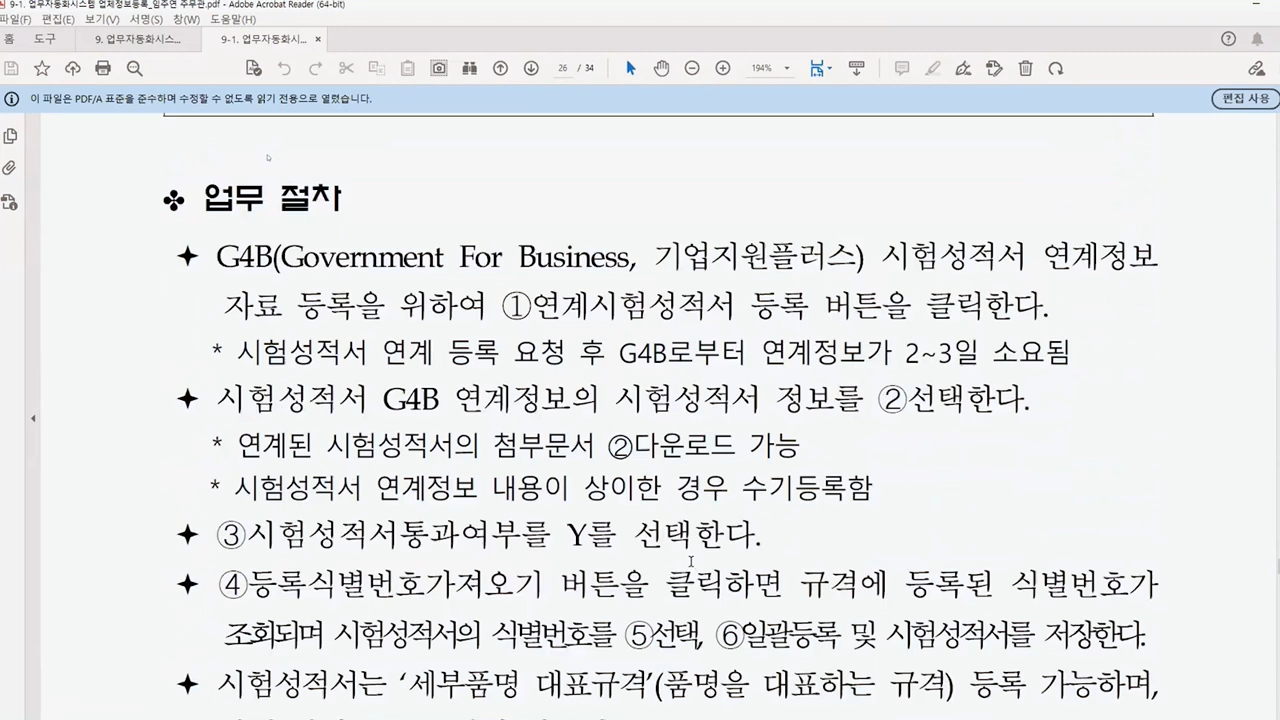 9-1. 업무자동화시스템 업체정보등록_임주연 주무관.pdf - Adobe Acrobat Reader (64-bit)
파일(F) 편집(E) 보기(V) 서명(S) 창(W) 도움말(H)
홈 도구 9. 업무자동화시스... 9-1. 업무자동화시... ×
26 / 34 194%
이 파일은 PDF/A 표준을 준수하며 수정할 수 없도록 읽기 전용으로 열렸습니다. 편집 사용
업무 절차
G4B(Government For Business, 기업지원플러스) 시험성적서 연계정보
자료 등록을 위하여 ①연계시험성적서 등록 버튼을 클릭한다.
* 시험성적서 연계 등록 요청 후 G4B로부터 연계정보가 2~3일 소요됨
시험성적서 G4B 연계정보의 시험성적서 정보를 ②선택한다.
* 연계된 시험성적서의 첨부문서 ②다운로드 가능
* 시험성적서 연계정보 내용이 상이한 경우 수기등록함
③시험성적서통과여부를 Y를 선택한다.
④등록식별번호가져오기 버튼을 클릭하면 규격에 등록된 식별번호가
조회되며 시험성적서의 식별번호를 ⑤선택, ⑥일괄등록 및 시험성적서를 저장한다.
시험성적서는 ‘세부품명 대표규격’(품명을 대표하는 규격) 등록 가능하며,